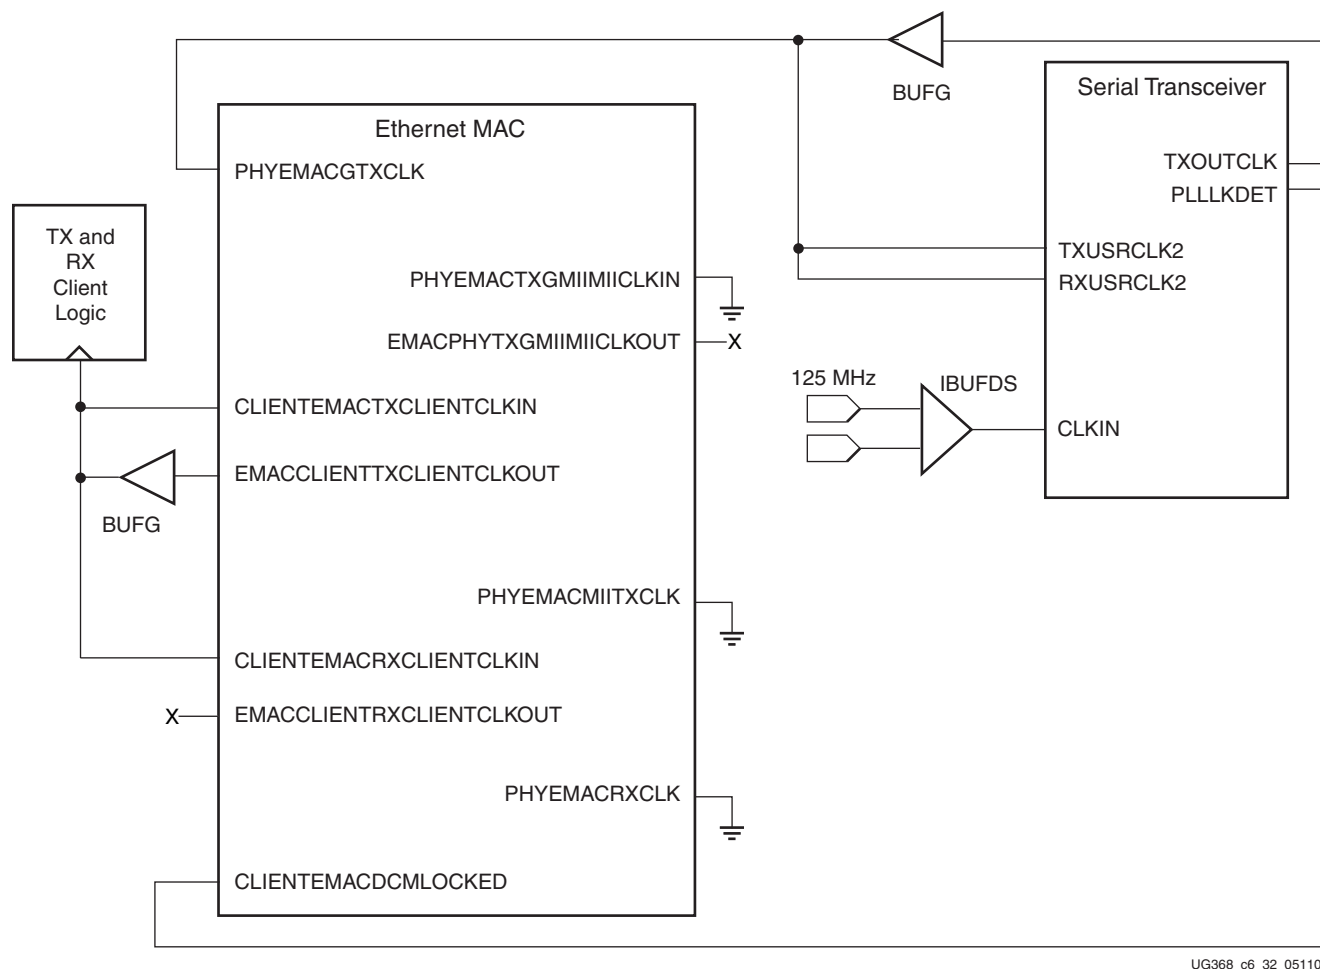 BUFG
Serial Transceiver
Ethernet MAC
TXOUTCLK
PHYEMACGTXCLK
PLLLKDET
TX and
RX
Client
Logic
TXUSRCLK2
PHYEMACTXGMIIMIICLKIN
RXUSRCLK2
EMACPHYTXGMIIMIICLKOUT
X
125 MHz
IBUFDS
CLIENTEMACTXCLIENTCLKIN
CLKIN
EMACCLIENTTXCLIENTCLKOUT
BUFG
PHYEMACMIITXCLK
CLIENTEMACRXCLIENTCLKIN
X
EMACCLIENTRXCLIENTCLKOUT
PHYEMACRXCLK
CLIENTEMACDCMLOCKED
UG368_c6_32_05110